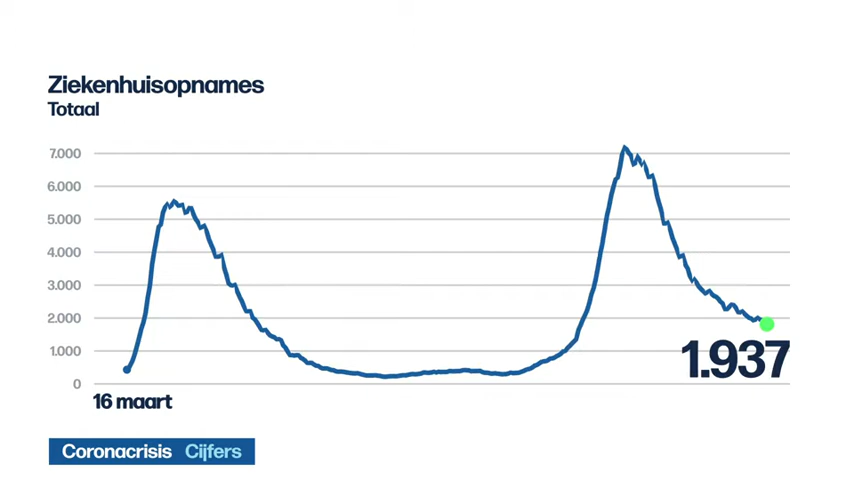 Ziekenhuisopnames
Totaal
7.000
6.000
5.000
4.000
3.000
2.000
1.000
0
1.937
16 maart
Coronacrisis Cijfers